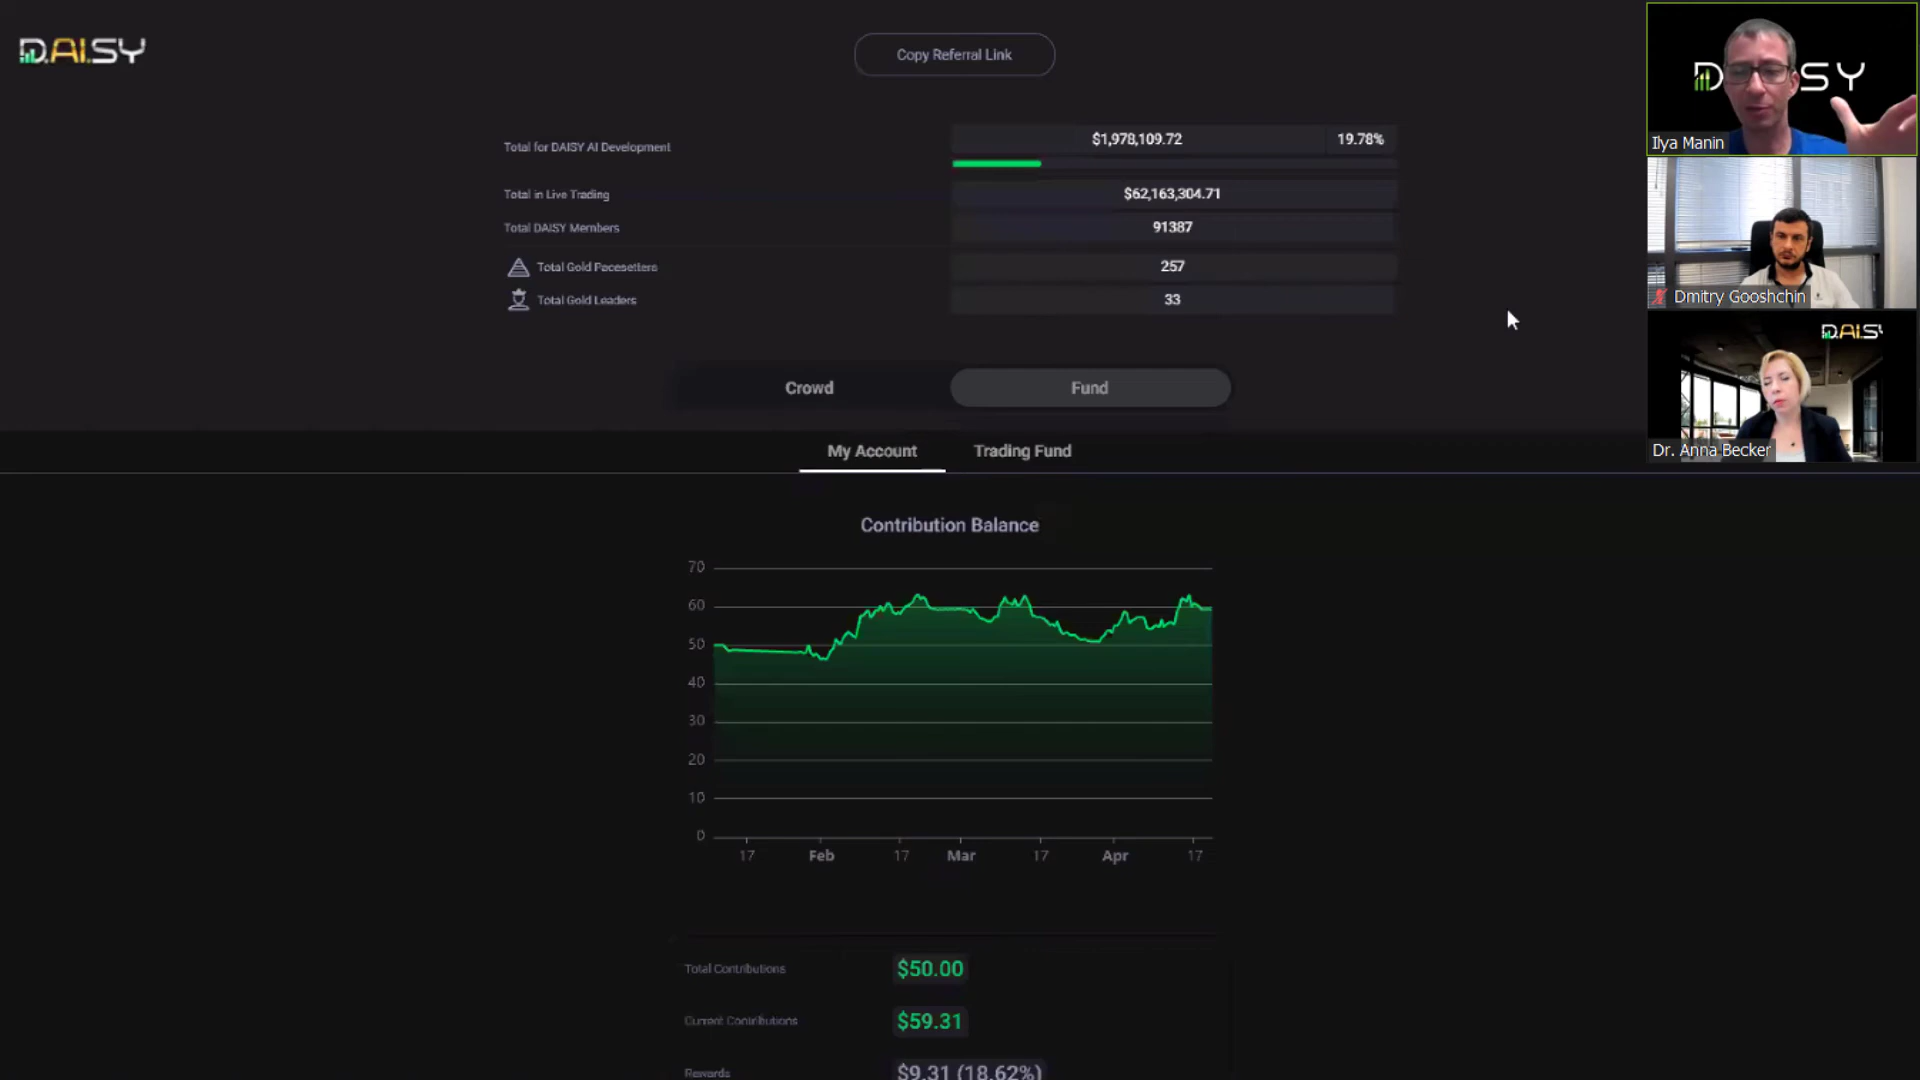 D.AI.SY
Copy Referral Link
Total for DAISY AI Development
$1,978,109.72
19.78%
Total in Live Trading
$62,163,304.71
Total DAISY Members
91387
Total Gold Pacesetters
257
Total Gold Leaders
33
Crowd
Fund
My Account
Trading Fund
Contribution Balance
70
60
50
40
30
20
10
0
17
Feb
17
Mar
17
Apr
17
Total Contributions
$50.00
Current Contributions
$59.31
Rewards
$9.31 (18.62%)
D SY
Ilya Manin
Dmitry Gooshchin
D.AI.S
Dr. Anna Becker